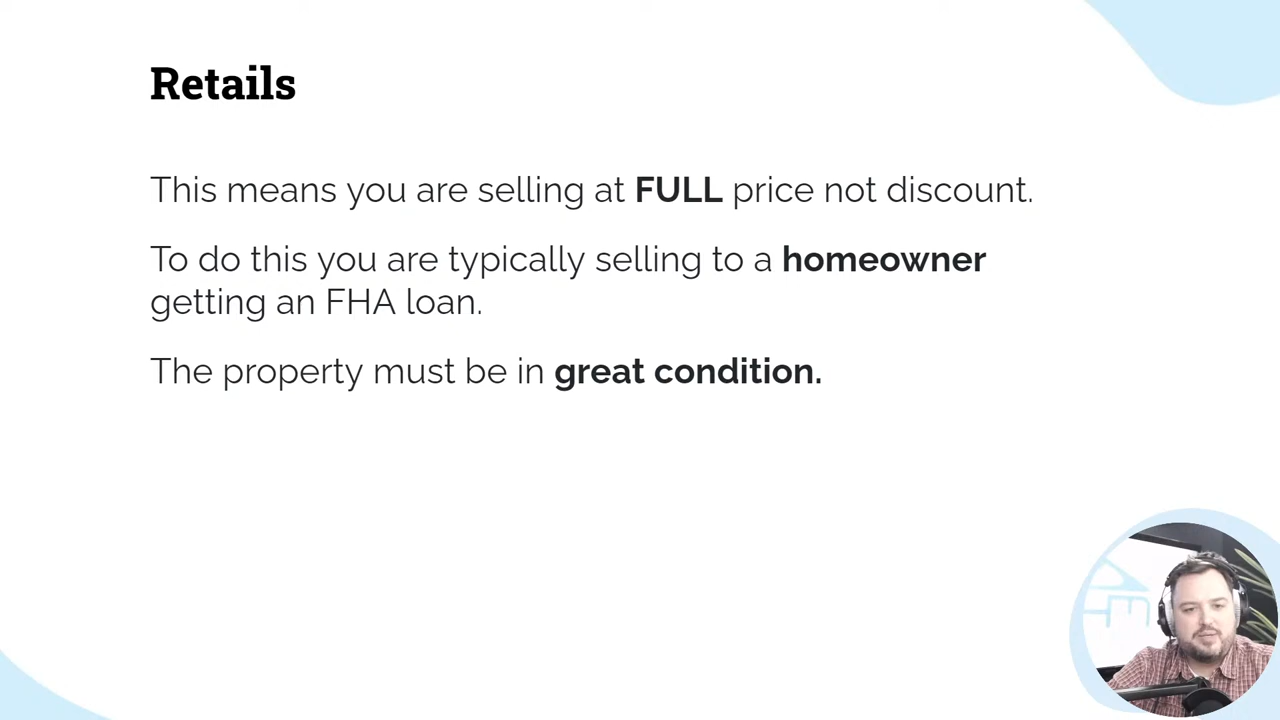 Retails
This means you are selling at FULL price not discount.
To do this you are typically selling to a homeowner
getting an FHA loan.
The property must be in great condition.